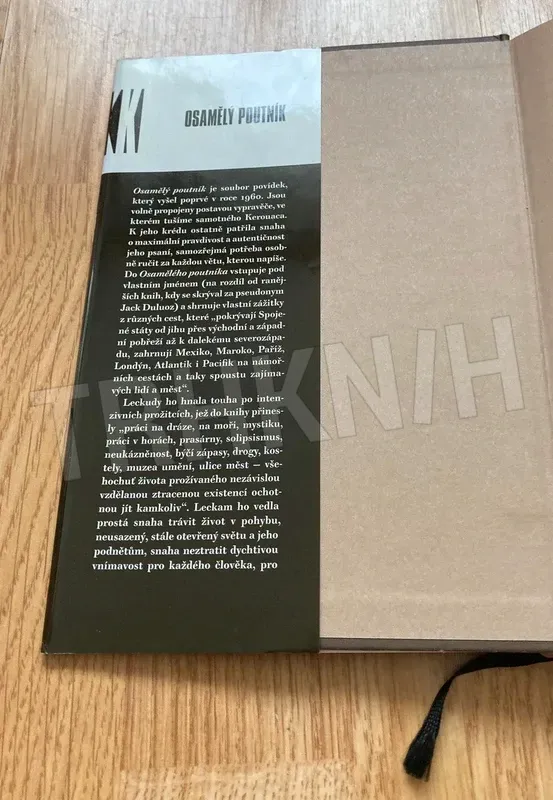 KK
OSAMĚLÝ POUTNÍK
Osamělý poutník je soubor povídek,
který vyšel poprvé v roce 1960. Jsou
volně propojeny postavou vypravěče, ve
kterém tušíme samotného Kerouaca.
K jeho krédu ostatně patřila snaha
o maximální pravdivost a autentičnost
jeho psaní, samozřejmá potřeba osob-
ně ručit za každou větu, kterou napíše.
Do Osamělého poutníka vstupuje pod
vlastním jménem (na rozdíl od raněj-
ších knih, kdy se skrýval za pseudonym
Jack Duluoz) a shrnuje vlastní zážitky
z různých cest, které „pokrývají Spoje-
né státy od jihu přes východní a západ-
ní pobřeží až k dalekému severozápa-
du, zahrnují Mexiko, Maroko, Paříž,
Londýn, Atlantik i Pacifik na námoř-
ních cestách a taky spoustu zajíma-
vých lidí a měst“.
Leckudy ho hnala touha po inten-
zivních prožitcích, jež do knihy přines-
ly „práci na dráze, na moři, mystiku,
práci v horách, prasárny, solipsismus,
neukázněnost, býčí zápasy, drogy, kos-
tely, muzea umění, ulice měst – vše-
hochuť života prožívaného nezávislou
vzdělanou ztracenou existencí ochot-
nou jít kamkoliv“. Leckam ho vedla
prostá snaha trávit život v pohybu,
neusazený, stále otevřený světu a jeho
podnětům, snaha neztratit dychtivou
vnímavost pro každého člověka, pro